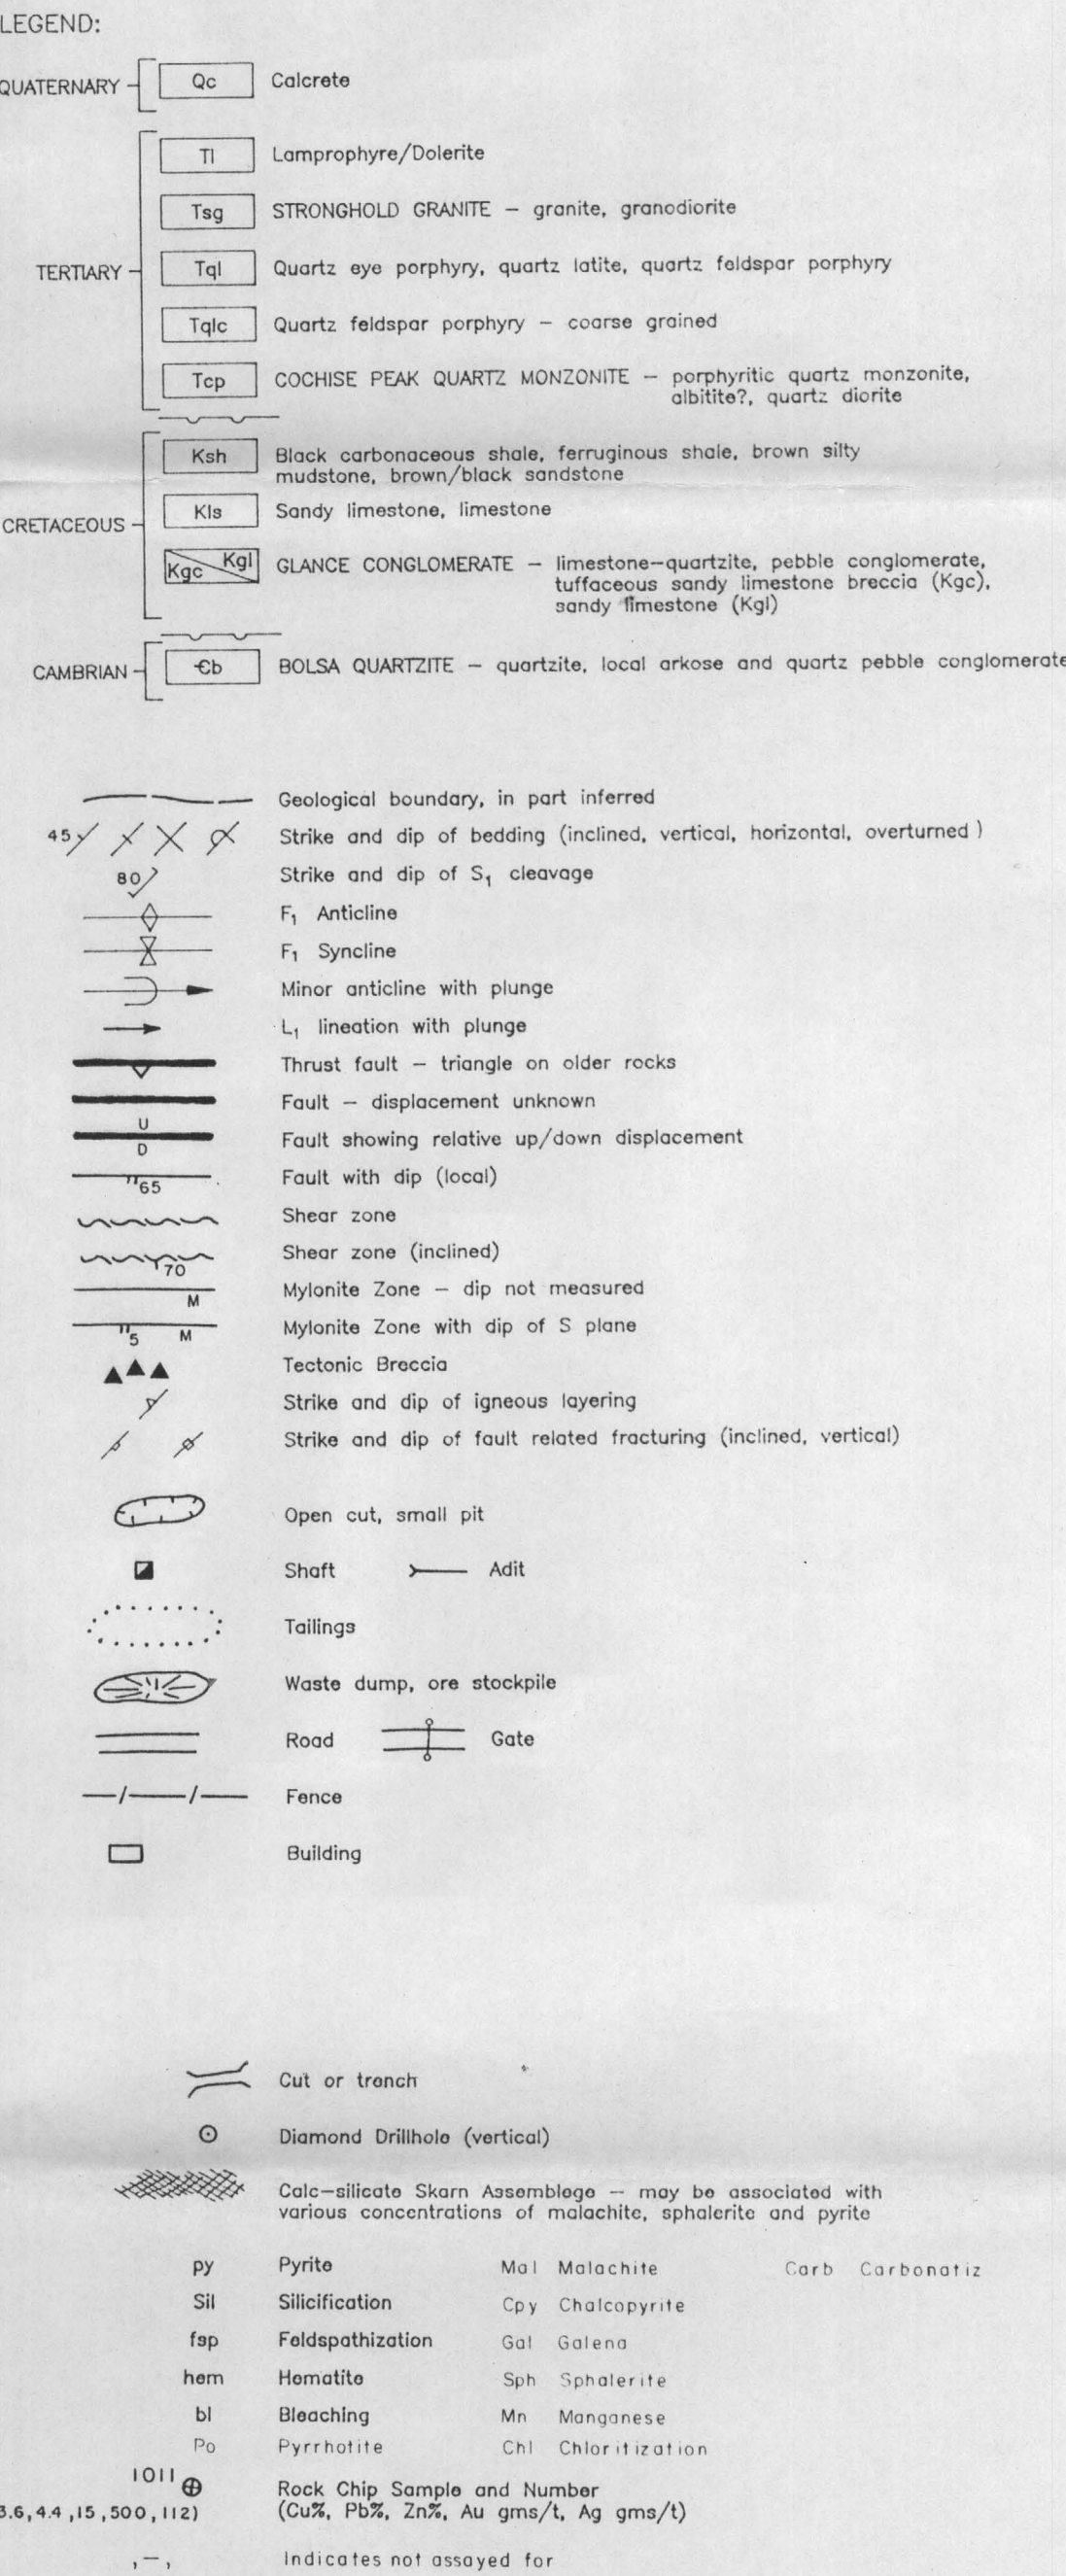 LEGEND:
QUATERNARY Qc Calcrete
Tl Lamprophyre/Dolerite
Tsg STRONGHOLD GRANITE — granite, granodiorite
TERTIARY Tql Quartz eye porphyry, quartz latite, quartz feldspar porphyry
Tqlc Quartz feldspar porphyry — coarse grained
Tcp COCHISE PEAK QUARTZ MONZONITE — porphyritic quartz monzonite,
albitite?, quartz diorite
Ksh Black carbonaceous shale, ferruginous shale, brown silty
mudstone, brown/black sandstone
CRETACEOUS Kls Sandy limestone, limestone
Kgc Kgl GLANCE CONGLOMERATE — limestone—quartzite, pebble conglomerate,
tuffaceous sandy limestone breccia (Kgc),
sandy limestone (Kgl)
CAMBRIAN €b BOLSA QUARTZITE — quartzite, local arkose and quartz pebble conglomerate
Geological boundary, in part inferred
45 Strike and dip of bedding (inclined, vertical, horizontal, overturned )
80 Strike and dip of S₁ cleavage
F₁ Anticline
F₁ Syncline
Minor anticline with plunge
L₁ lineation with plunge
Thrust fault — triangle on older rocks
Fault — displacement unknown
U
D Fault showing relative up/down displacement
65 Fault with dip (local)
Shear zone
70 Shear zone (inclined)
M Mylonite Zone — dip not measured
5 M Mylonite Zone with dip of S plane
Tectonic Breccia
Strike and dip of igneous layering
Strike and dip of fault related fracturing (inclined, vertical)
Open cut, small pit
Shaft Adit
Tailings
Waste dump, ore stockpile
Road Gate
Fence
Building
Cut or trench
Diamond Drillhole (vertical)
Calc—silicate Skarn Assemblage — may be associated with
various concentrations of malachite, sphalerite and pyrite
py Pyrite Mal Malachite Carb Carbonatiz
Sil Silicification Cpy Chalcopyrite
fsp Feldspathization Gal Galena
hem Hematite Sph Sphalerite
bl Bleaching Mn Manganese
Po Pyrrhotite Chl Chloritization
1011 Rock Chip Sample and Number
3.6,4.4,15,500,112) (Cu%, Pb%, Zn%, Au gms/t, Ag gms/t)
,—, Indicates not assayed for